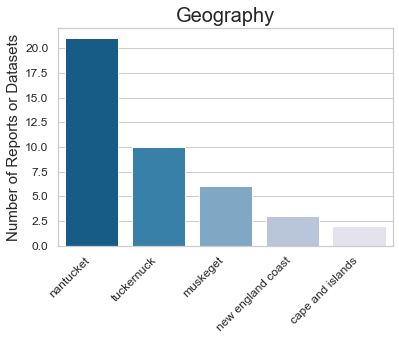 Geography
Number of Reports or Datasets
20.0
17.5
15.0
12.5
10.0
7.5
5.0
2.5
0.0
nantucket
tuckernuck
muskeget
new england coast
cape and islands